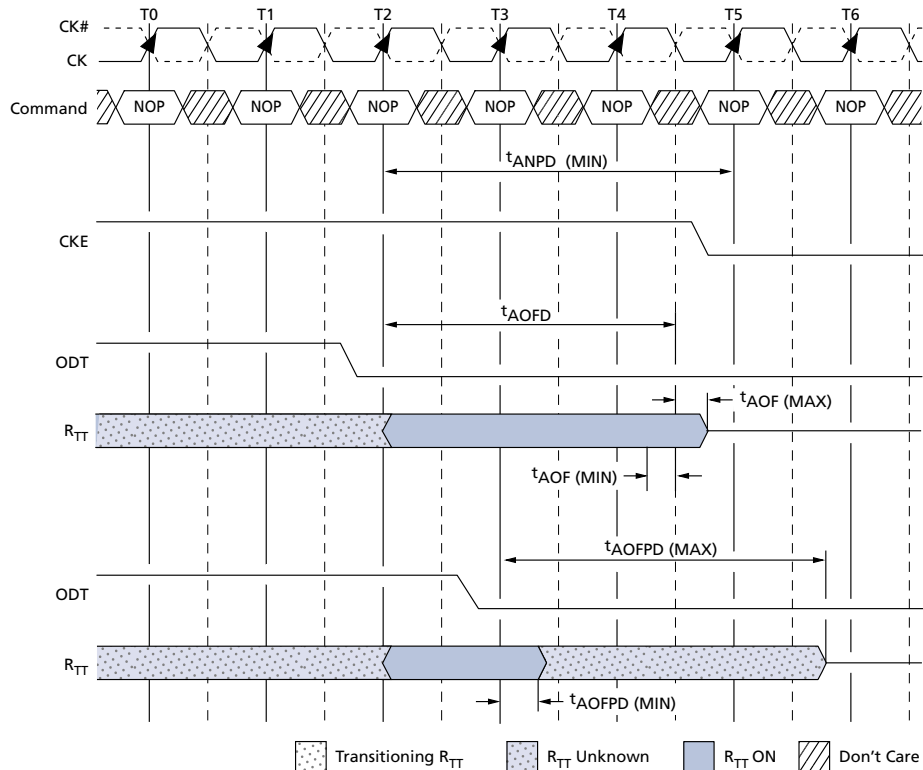 T0 T1 T2 T3 T4 T5 T6
CK#
CK
Command NOP NOP NOP NOP NOP NOP NOP
tANPD (MIN)
CKE
tAOFD
ODT
tAOF (MAX)
RTT
tAOF (MIN)
tAOFPD (MAX)
ODT
RTT
tAOFPD (MIN)
Transitioning RTT RTT Unknown RTT ON Don't Care